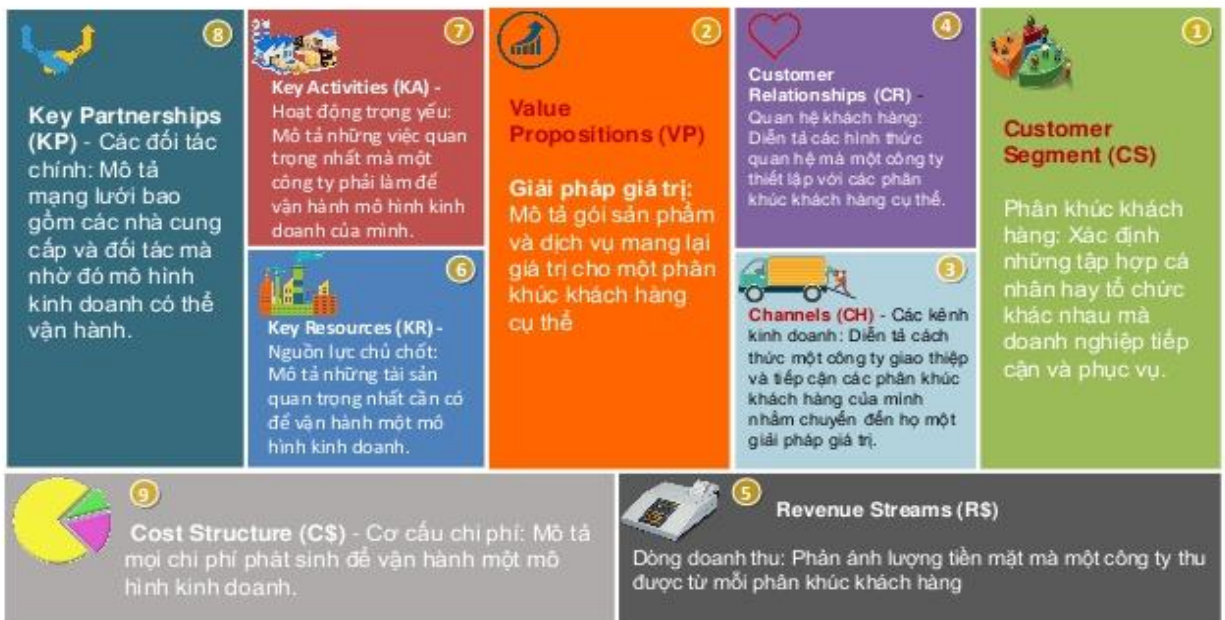 8
Key Partnerships
(KP) - Các đối tác
chính: Mô tả
mạng lưới bao
gồm các nhà cung
cấp và đối tác mà
nhờ đó mô hình
kinh doanh có thể
vận hành.
7
Key Activities (KA) -
Hoạt động trọng yếu:
Mô tả những việc quan
trọng nhất mà một
công ty phải làm để
vận hành mô hình kinh
doanh của mình.
6
Key Resources (KR) -
Nguồn lực chủ chốt:
Mô tả những tài sản
quan trọng nhất cần có
để vận hành một mô
hình kinh doanh.
2
Value
Propositions (VP)
Giải pháp giá trị:
Mô tả gói sản phẩm
và dịch vụ mang lại
giá trị cho một phân
khúc khách hàng
cụ thể
4
Customer
Relationships (CR) -
Quan hệ khách hàng:
Diễn tả các hình thức
quan hệ mà một công ty
thiết lập với các phân
khúc khách hàng cụ thể.
3
Channels (CH) - Các kênh
kinh doanh: Diễn tả cách
thức một công ty giao thiệp
và tiếp cận các phân khúc
khách hàng của mình
nhằm chuyển đến họ một
giải pháp giá trị.
1
Customer
Segment (CS)
Phân khúc khách
hàng: Xác định
những tập hợp cá
nhân hay tổ chức
khác nhau mà
doanh nghiệp tiếp
cận và phục vụ.
9
Cost Structure (C$) - Cơ cấu chi phí: Mô tả
mọi chi phí phát sinh để vận hành một mô
hình kinh doanh.
5
Revenue Streams (R$)
Dòng doanh thu: Phản ánh lượng tiền mặt mà một công ty thu
được từ mỗi phân khúc khách hàng